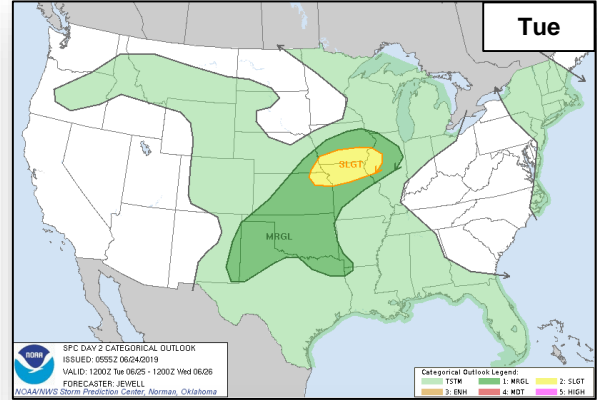 Tue
SLGT
MRGL
NOAA
SPC DAY 2 CATEGORICAL OUTLOOK
ISSUED: 0555Z 06/24/2019
VALID: 1200Z Tue 06/25 - 1200Z Wed 06/26
FORECASTER: JEWELL
NOAA/NWS Storm Prediction Center, Norman, Oklahoma
Categorical Outlook Legend:
TSTM 1: MRGL 2: SLGT
3: ENH 4: MDT 5: HIGH